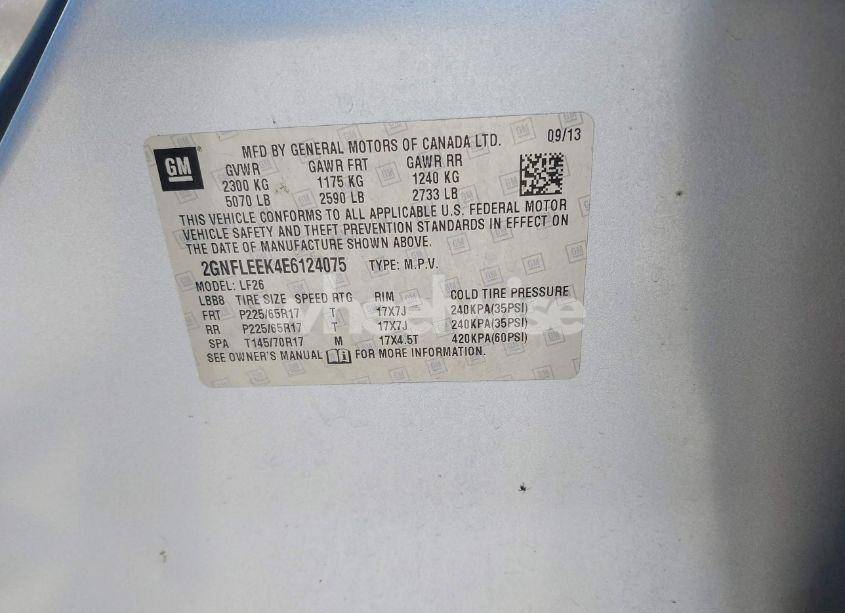 GM
MFD BY GENERAL MOTORS OF CANADA LTD. 09/13
GVWR GAWR FRT GAWR RR
2300 KG 1175 KG 1240 KG
5070 LB 2590 LB 2733 LB
THIS VEHICLE CONFORMS TO ALL APPLICABLE U.S. FEDERAL MOTOR
VEHICLE SAFETY AND THEFT PREVENTION STANDARDS IN EFFECT ON
THE DATE OF MANUFACTURE SHOWN ABOVE.
2GNFLEEK4E6124075 TYPE: M.P.V.
MODEL: LF26
LBB8 TIRE SIZE SPEED RTG RIM COLD TIRE PRESSURE
FRT P225/65R17 T 17X7J 240KPA(35PSI)
RR P225/65R17 T 17X7J 240KPA(35PSI)
SPA T145/70R17 M 17X4.5T 420KPA(60PSI)
SEE OWNER'S MANUAL FOR MORE INFORMATION.